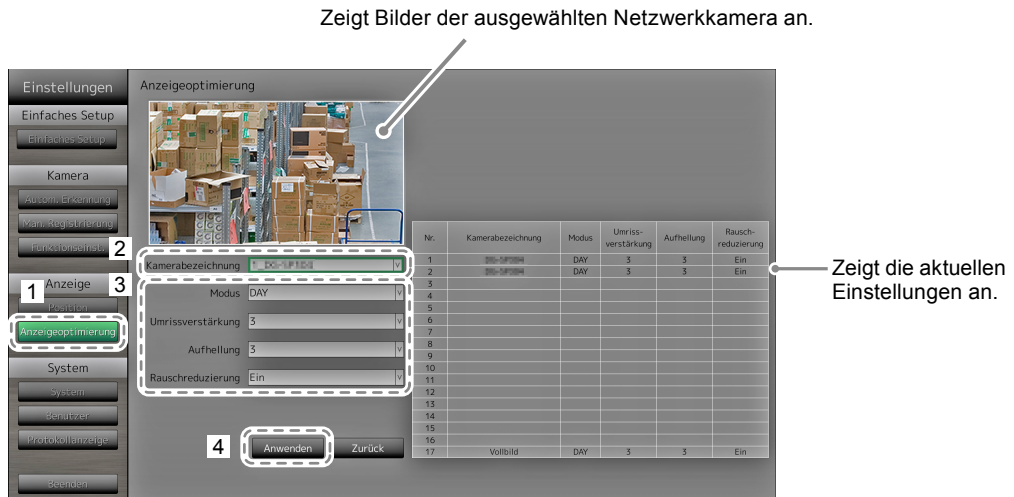 Zeigt Bilder der ausgewählten Netzwerkkamera an.
Einstellungen
Anzeigeoptimierung
Einfaches Setup
Einfaches Setup
Kamera
Autom. Erkennung
Man. Registrierung
Funktionseinst.
2
Kamerabezeichnung
Anzeige
1
3
Position
Anzeigeoptimierung
Modus DAY
Umrissverstärkung 3
Aufhellung 3
Rauschreduzierung Ein
System
System
Benutzer
Protokollanzeige
Beenden
4
Anwenden Zurück
Nr. Kamerabezeichnung Modus Umriss-verstärkung Aufhellung Rausch-reduzierung
1 DAY 3 3 Ein
2 DAY 3 3 Ein
3
4
5
6
7
8
9
10
11
12
13
14
15
16
17 Vollbild DAY 3 3 Ein
Zeigt die aktuellen
Einstellungen an.